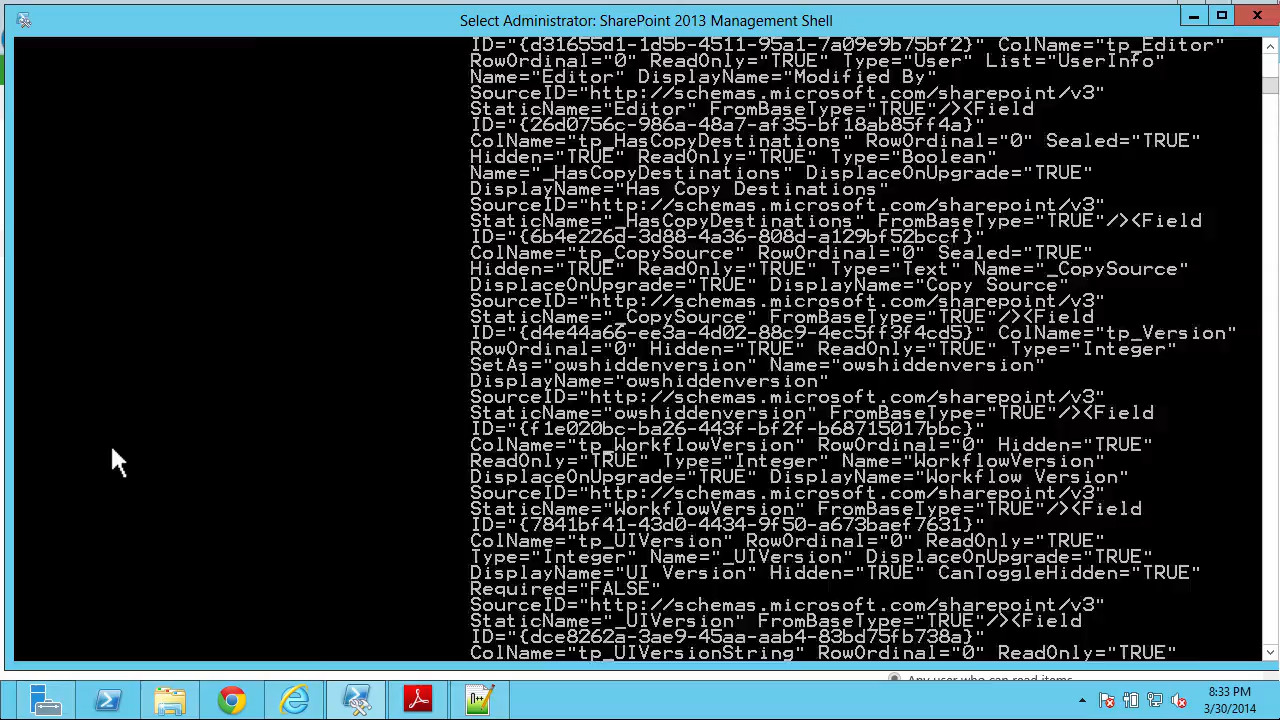 Select Administrator: SharePoint 2013 Management Shell
ID="{d31655d1-1d5b-4511-95a1-7a09e9b75bf2}" ColName="tp_Editor"
RowOrdinal="0" ReadOnly="TRUE" Type="User" List="UserInfo"
Name="Editor" DisplayName="Modified By"
SourceID="http://schemas.microsoft.com/sharepoint/v3"
StaticName="Editor" FromBaseType="TRUE"/><Field
ID="{26d0756c-986a-48a7-af35-bf18ab85ff4a}"
ColName="tp_HasCopyDestinations" RowOrdinal="0" Sealed="TRUE"
Hidden="TRUE" ReadOnly="TRUE" Type="Boolean"
Name="_HasCopyDestinations" DisplaceOnUpgrade="TRUE"
DisplayName="Has Copy Destinations"
SourceID="http://schemas.microsoft.com/sharepoint/v3"
StaticName="_HasCopyDestinations" FromBaseType="TRUE"/><Field
ID="{6b4e226d-3d88-4a36-808d-a129bf52bccf}"
ColName="tp_CopySource" RowOrdinal="0" Sealed="TRUE"
Hidden="TRUE" ReadOnly="TRUE" Type="Text" Name="_CopySource"
DisplaceOnUpgrade="TRUE" DisplayName="Copy Source"
SourceID="http://schemas.microsoft.com/sharepoint/v3"
StaticName="_CopySource" FromBaseType="TRUE"/><Field
ID="{d4e44a66-ee3a-4d02-88c9-4ec5ff3f4cd5}" ColName="tp_Version"
RowOrdinal="0" Hidden="TRUE" ReadOnly="TRUE" Type="Integer"
SetAs="owshiddenversion" Name="owshiddenversion"
DisplayName="owshiddenversion"
SourceID="http://schemas.microsoft.com/sharepoint/v3"
StaticName="owshiddenversion" FromBaseType="TRUE"/><Field
ID="{f1e020bc-ba26-443f-bf2f-b68715017bbc}"
ColName="tp_WorkflowVersion" RowOrdinal="0" Hidden="TRUE"
ReadOnly="TRUE" Type="Integer" Name="WorkflowVersion"
DisplaceOnUpgrade="TRUE" DisplayName="Workflow Version"
SourceID="http://schemas.microsoft.com/sharepoint/v3"
StaticName="WorkflowVersion" FromBaseType="TRUE"/><Field
ID="{7841bf41-43d0-4434-9f50-a673baef7631}"
ColName="tp_UIVersion" RowOrdinal="0" ReadOnly="TRUE"
Type="Integer" Name="_UIVersion" DisplaceOnUpgrade="TRUE"
DisplayName="UI Version" Hidden="TRUE" CanToggleHidden="TRUE"
Required="FALSE"
SourceID="http://schemas.microsoft.com/sharepoint/v3"
StaticName="_UIVersion" FromBaseType="TRUE"/><Field
ID="{dce8262a-3ae9-45aa-aab4-83bd75fb738a}"
ColName="tp_UIVersionString" RowOrdinal="0" ReadOnly="TRUE"
Any user who can read items
8:33 PM
3/30/2014